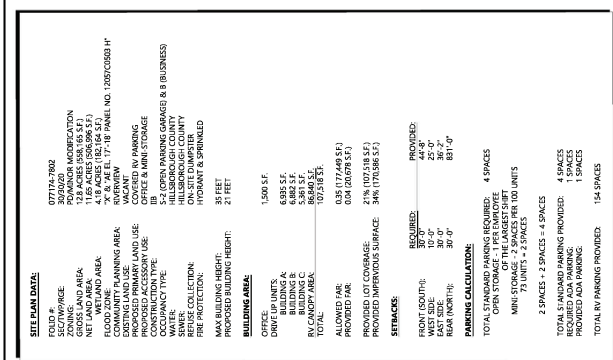 SITE PLAN DATA:
FOLIO #: 077174-7802
SEC/TWP/RGE: 30/30/20
ZONING: PD/MINOR MODIFICATION
GROSS LAND AREA: 12.8 ACRES (558,165 S.F.)
NET LAND AREA: 11.65 ACRES (506,996 S.F.)
WETLAND AREA: 4.18 ACRES (182,164 S.F.)
FLOOD ZONE: "X" & "AE EL. 17'-18' PANEL NO. 12057C0503 H"
COMMUNITY PLANNING AREA: RIVERVIEW
EXISTING LAND USE: VACANT
PROPOSED PRIMARY LAND USE: COVERED RV PARKING
PROPOSED ACCESSORY USE: OFFICE & MINI STORAGE
CONSTRUCTION TYPE: IIB
OCCUPANCY TYPE: S-2 (OPEN PARKING GARAGE) & B (BUSINESS)
WATER: HILLSBOROUGH COUNTY
SEWER: HILLSBOROUGH COUNTY
REFUSE COLLECTION: ON-SITE DUMPSTER
FIRE PROTECTION: HYDRANT & SPRINKLED
MAX BUILDING HEIGHT: 35 FEET
PROPOSED BUILDING HEIGHT: 21 FEET
BUILDING AREA:
OFFICE: 1,500 S.F.
DRIVE UP UNITS:
BUILDING A: 6,935 S.F.
BUILDING B: 6,882 S.F.
BUILDING C: 5,361 S.F.
RV CANOPY AREA: 86,840 S.F.
TOTAL: 107,518 S.F.
ALLOWED FAR: 0.35 (177,449 S.F.)
PROVIDED FAR: 0.04 (20,678 S.F.)
PROVIDED LOT COVERAGE: 21% (107,518 S.F.)
PROVIDED IMPERVIOUS SURFACE: 34% (170,586 S.F.)
SETBACKS:
REQUIRED: PROVIDED:
FRONT (SOUTH): 30'-0" 44'-8"
WEST SIDE: 10'-0" 25'-0"
EAST SIDE: 30'-0" 36'-2"
REAR (NORTH): 30'-0" 831'-0"
PARKING CALCULATION:
TOTAL STANDARD PARKING REQUIRED: 4 SPACES
OPEN STORAGE - 1 PER EMPLOYEE
OF THE LARGEST SHIFT
MINI-STORAGE - 2 SPACES PER 100 UNITS
73 UNITS = 2 SPACES
2 SPACES + 2 SPACES = 4 SPACES
TOTAL STANDARD PARKING PROVIDED: 4 SPACES
REQUIRED ADA PARKING: 1 SPACES
PROVIDED ADA PARKING: 1 SPACES
TOTAL RV PARKING PROVIDED: 154 SPACES